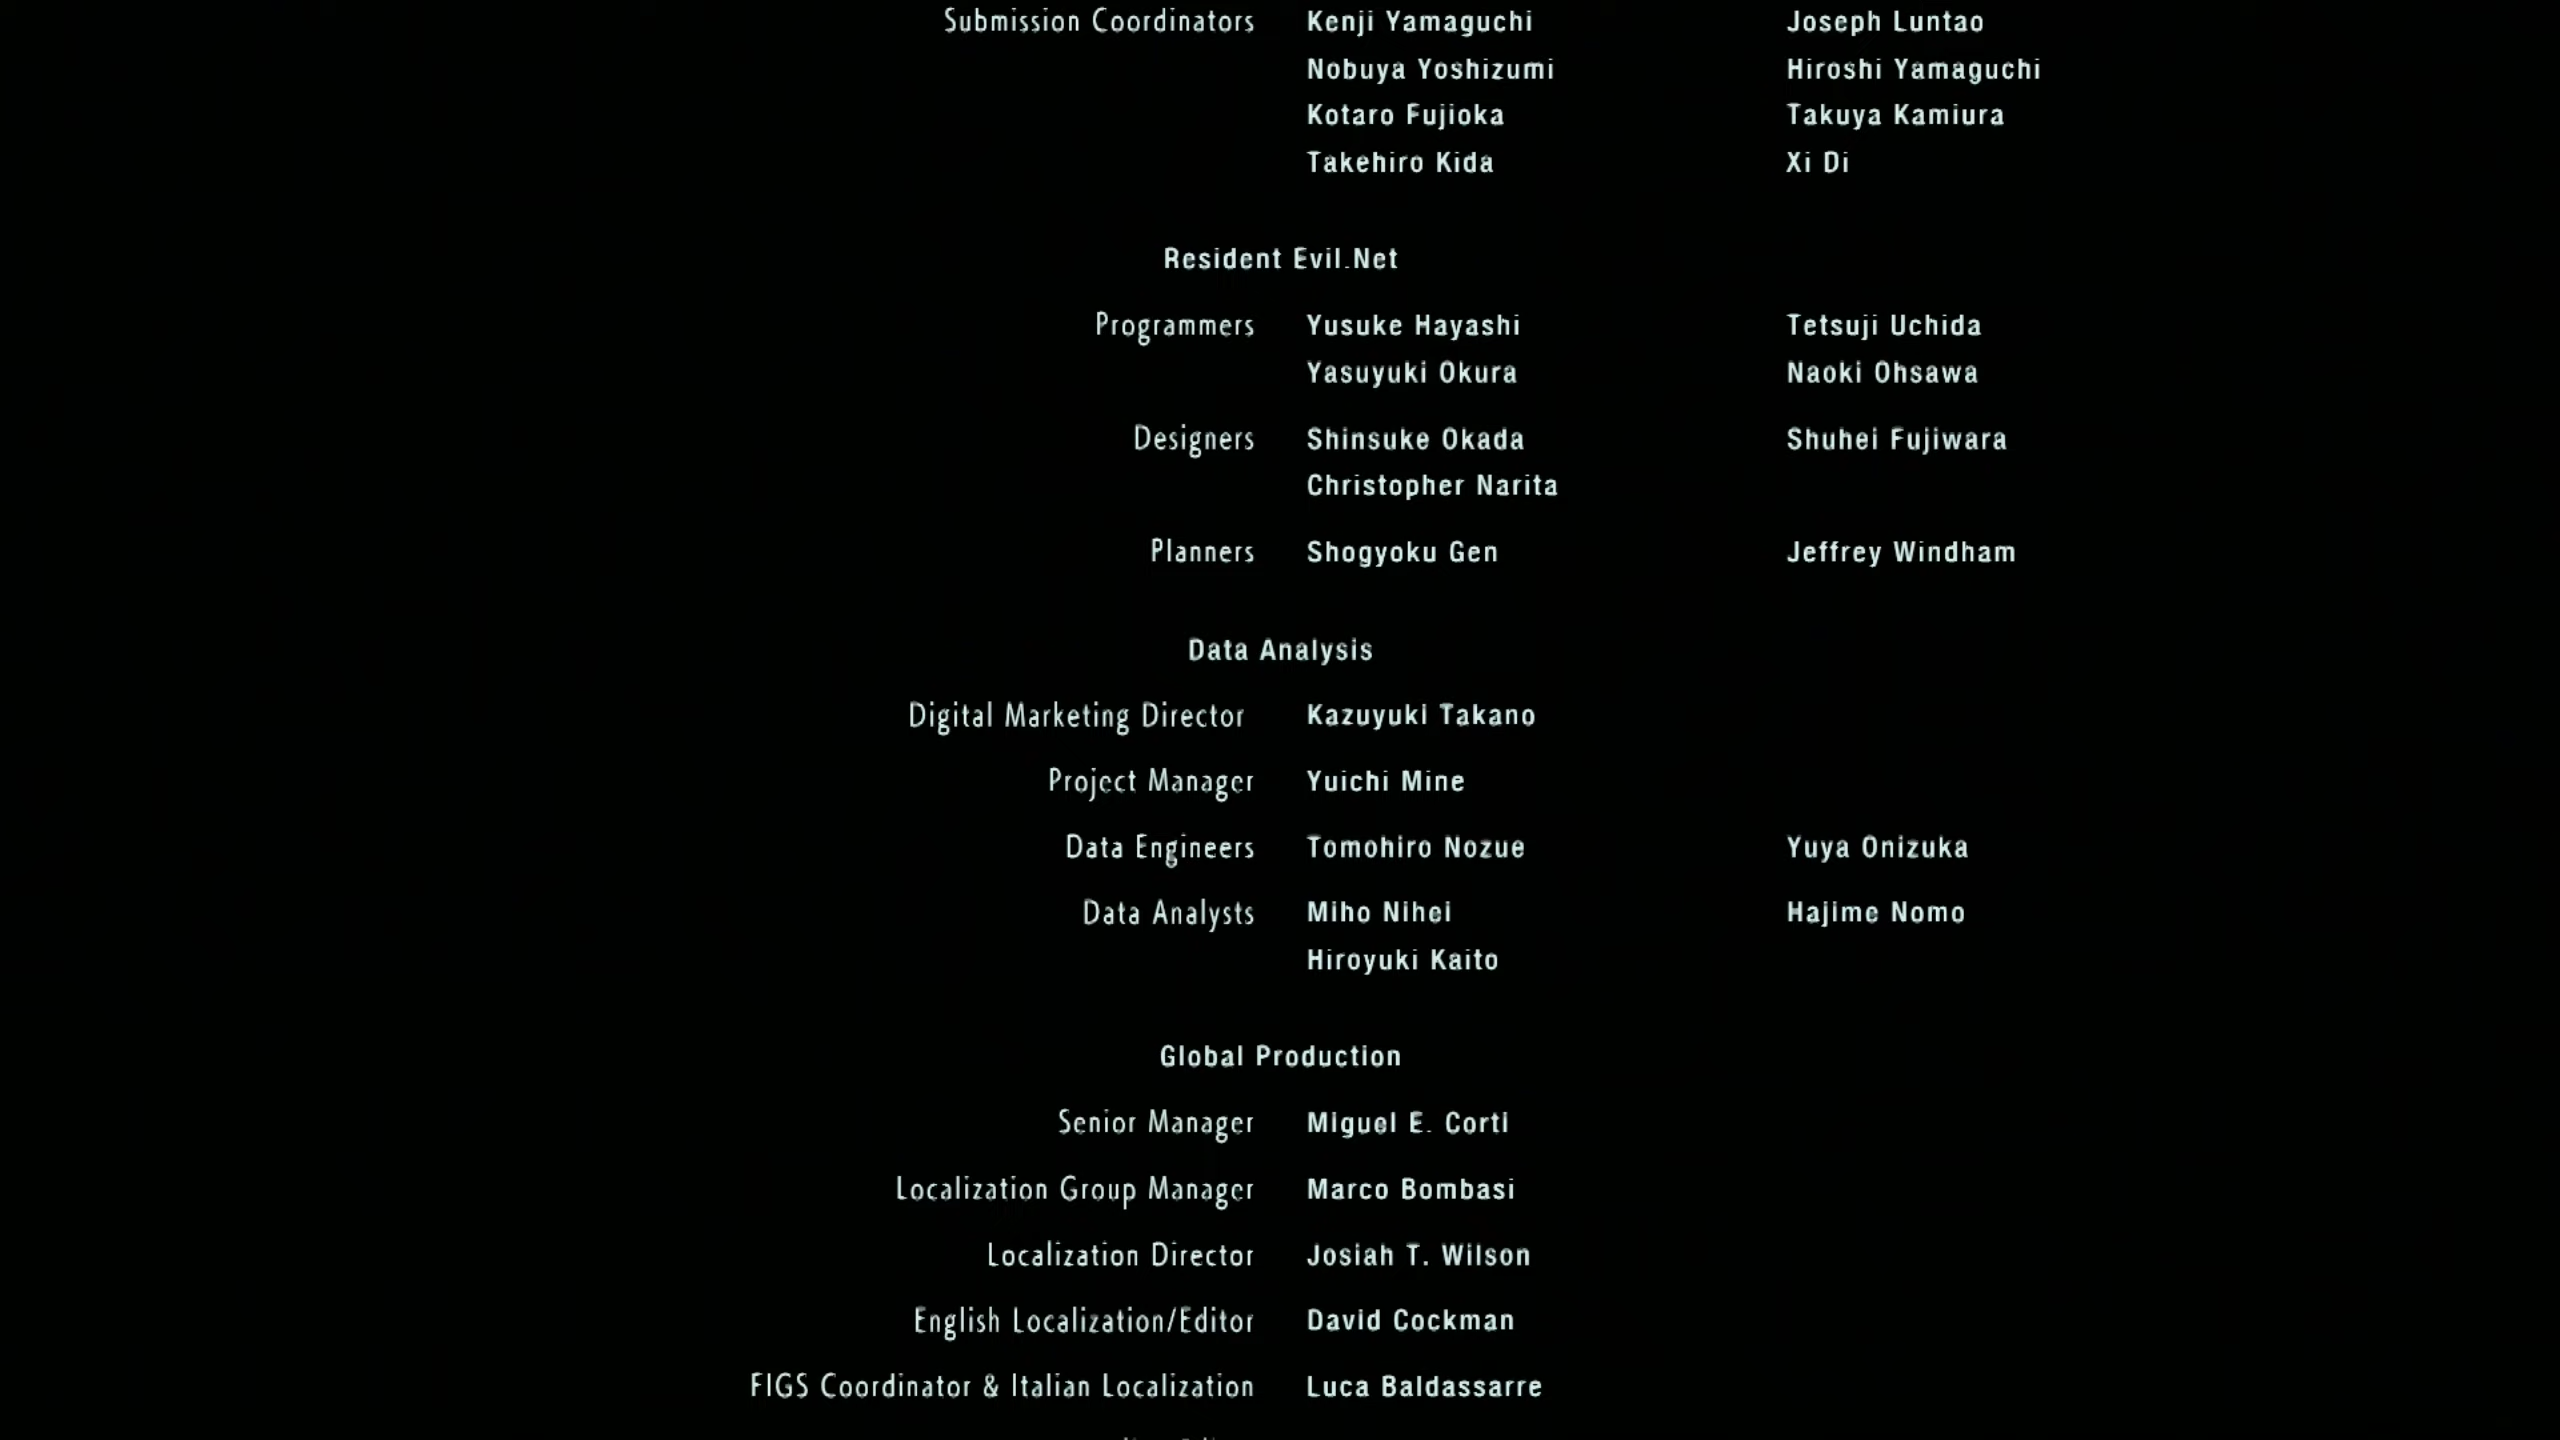 Submission Coordinators Kenji Yamaguchi Joseph Luntao
Nobuya Yoshizumi Hiroshi Yamaguchi
Kotaro Fujioka Takuya Kamiura
Takehiro Kida Xi Di
Resident Evil.Net
Programmers Yusuke Hayashi Tetsuji Uchida
Yasuyuki Okura Naoki Ohsawa
Designers Shinsuke Okada Shuhei Fujiwara
Christopher Narita
Planners Shogyoku Gen Jeffrey Windham
Data Analysis
Digital Marketing Director Kazuyuki Takano
Project Manager Yuichi Mine
Data Engineers Tomohiro Nozue Yuya Onizuka
Data Analysts Miho Nihei Hajime Nomo
Hiroyuki Kaito
Global Production
Senior Manager Miguel E. Corti
Localization Group Manager Marco Bombasi
Localization Director Josiah T. Wilson
English Localization/Editor David Cockman
FIGS Coordinator & Italian Localization Luca Baldassarre